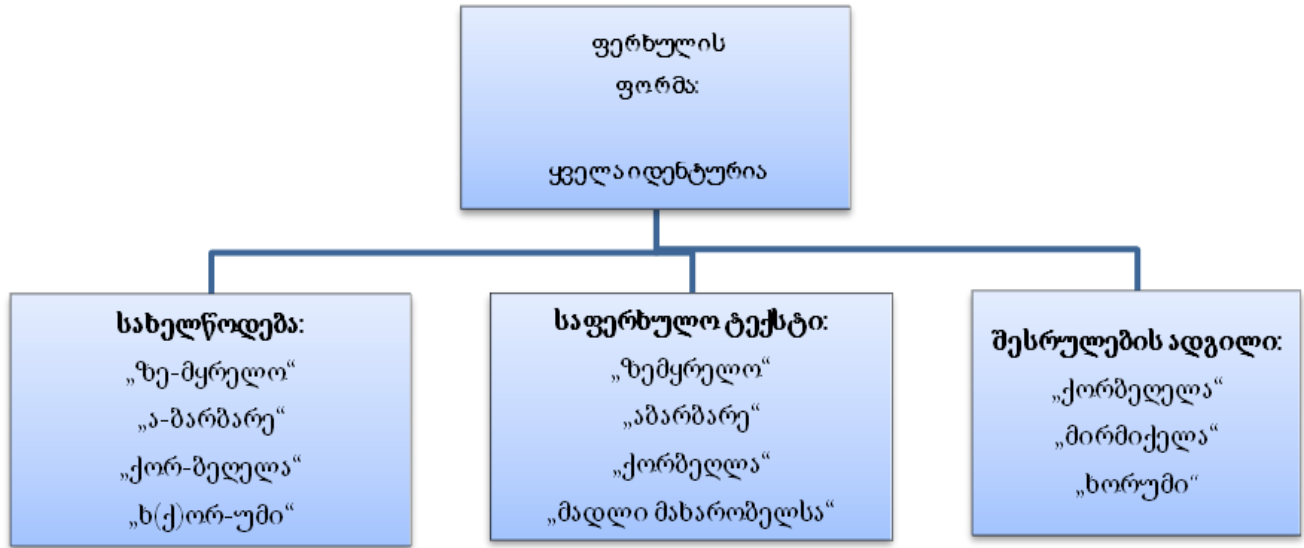 ფერხულის
ფორმა:
ყველა იდენტურია
სახელწოდება:
„ზე-მყრელო“
„ა-ბარბარე“
„ქორ-ბეღელა“
„ხ(ქ)ორ-უმი“
საფერხულო ტექსტი:
„ზემყრელო“
„აბარბარე“
„ქორბეღლა“
„მადლი მახარობელსა“
შესრულების ადგილი:
„ქორბეღელა“
„მირმიქელა“
„ხორუმი“